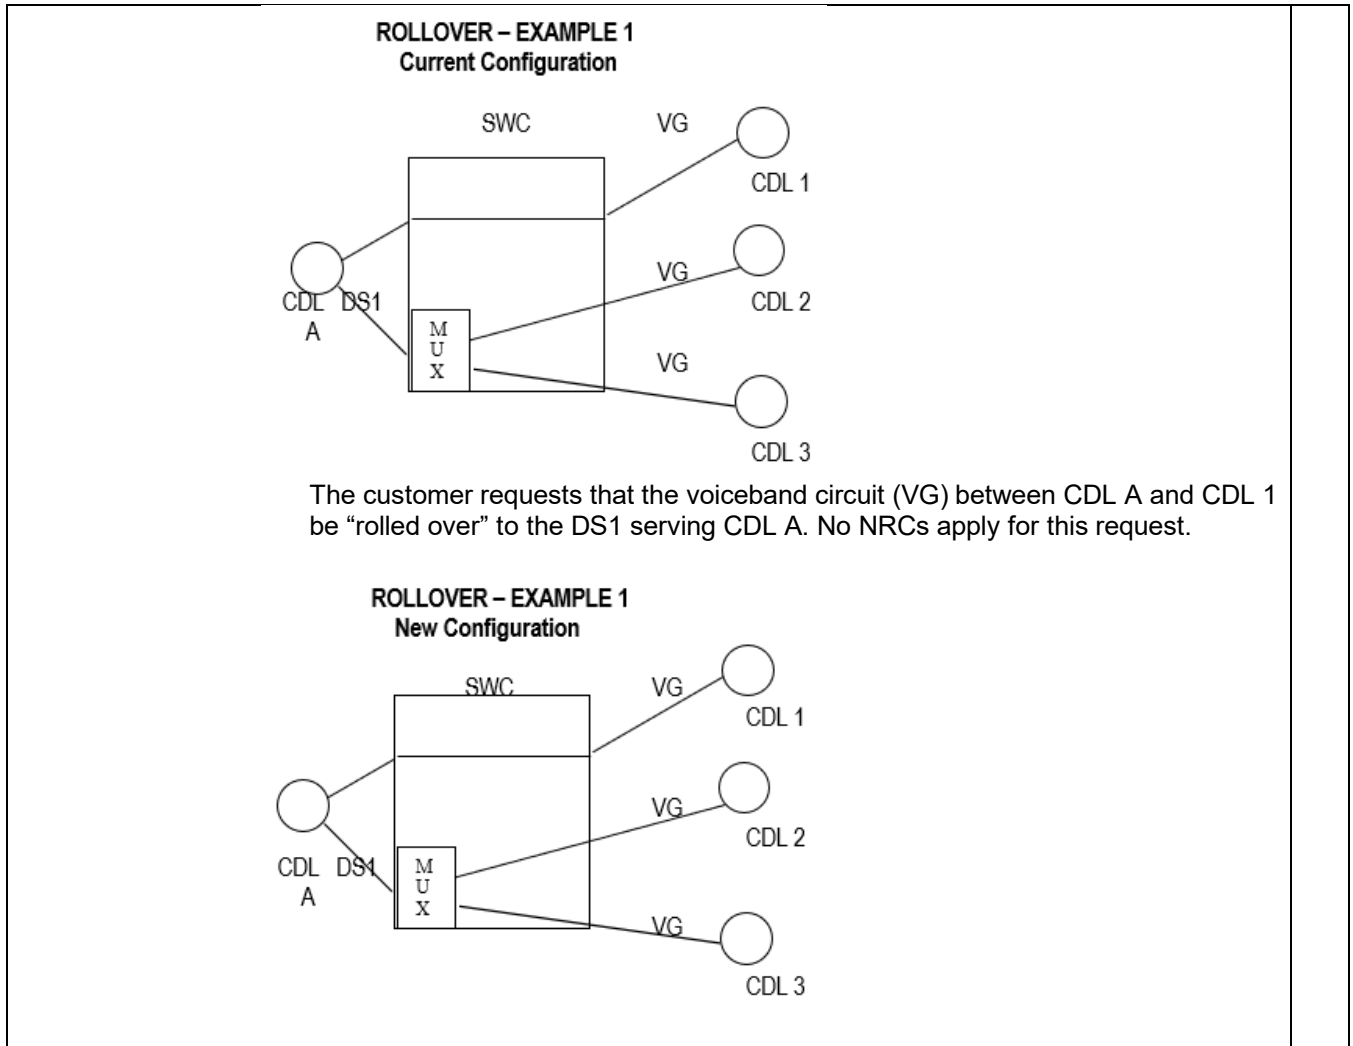 ROLLOVER – EXAMPLE 1
Current Configuration
SWC
VG
CDL 1
VG
CDL 2
CDL DS1
A
M
U
X
VG
CDL 3
The customer requests that the voiceband circuit (VG) between CDL A and CDL 1
be “rolled over” to the DS1 serving CDL A. No NRCs apply for this request.
ROLLOVER – EXAMPLE 1
New Configuration
SWC
VG
CDL 1
VG
CDL 2
CDL DS1
A
M
U
X
VG
CDL 3